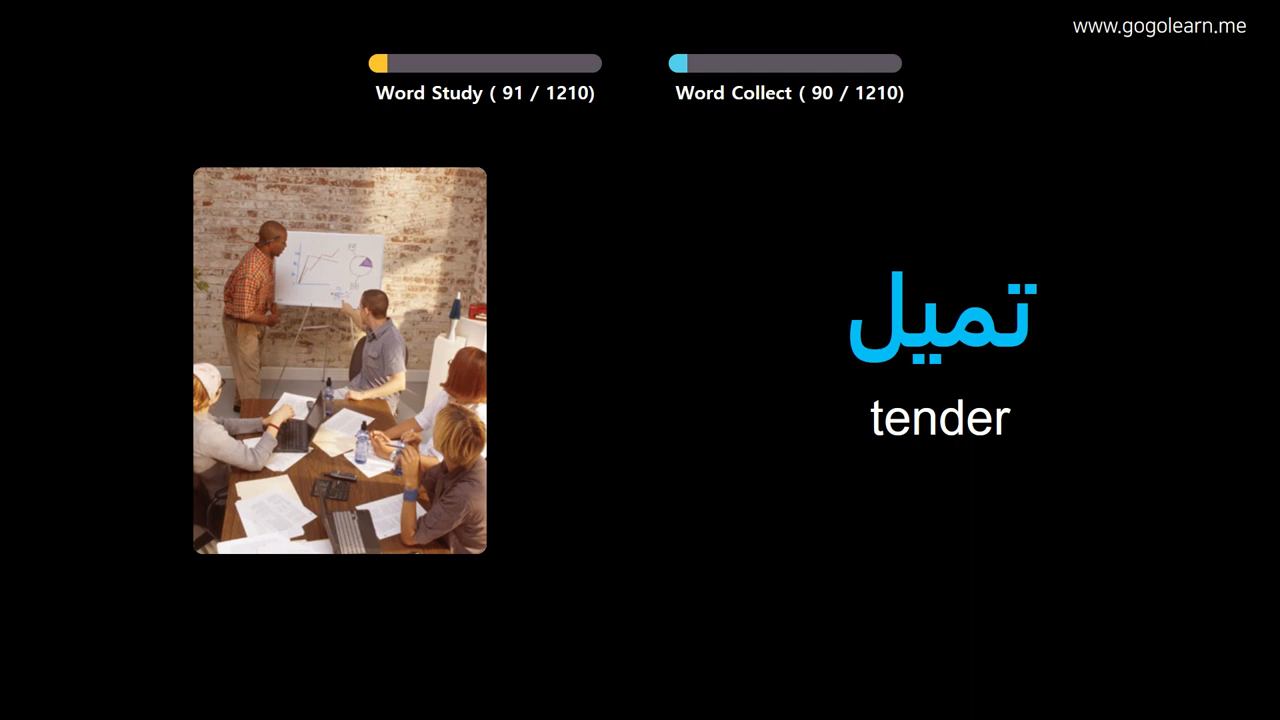 www.gogolearn.me
Word Study ( 91 / 1210)
Word Collect ( 90 / 1210)
تميل
tender